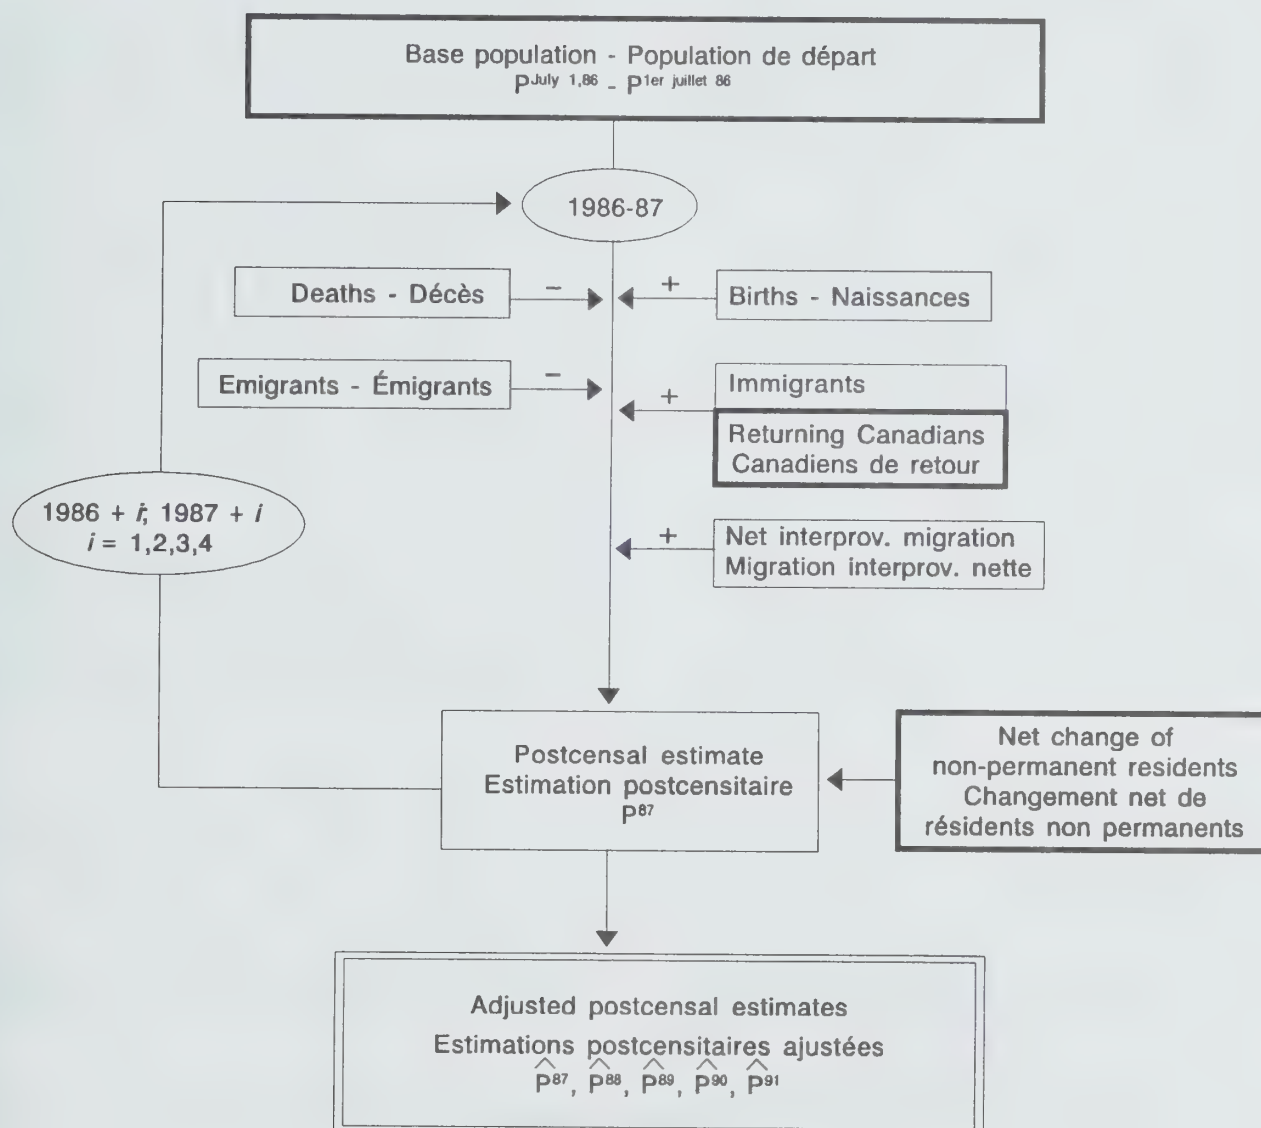 Base population - Population de départ
P^July 1,86 - P^1er juillet 86
1986-87
Deaths - Décès
–
+
Births - Naissances
Emigrants - Émigrants
–
+
Immigrants
Returning Canadians
Canadiens de retour
1986 + i; 1987 + i
i = 1,2,3,4
+
Net interprov. migration
Migration interprov. nette
Postcensal estimate
Estimation postcensitaire
P^87
Net change of
non-permanent residents
Changement net de
résidents non permanents
Adjusted postcensal estimates
Estimations postcensitaires ajustées
P̂^87, P̂^88, P̂^89, P̂^90, P̂^91